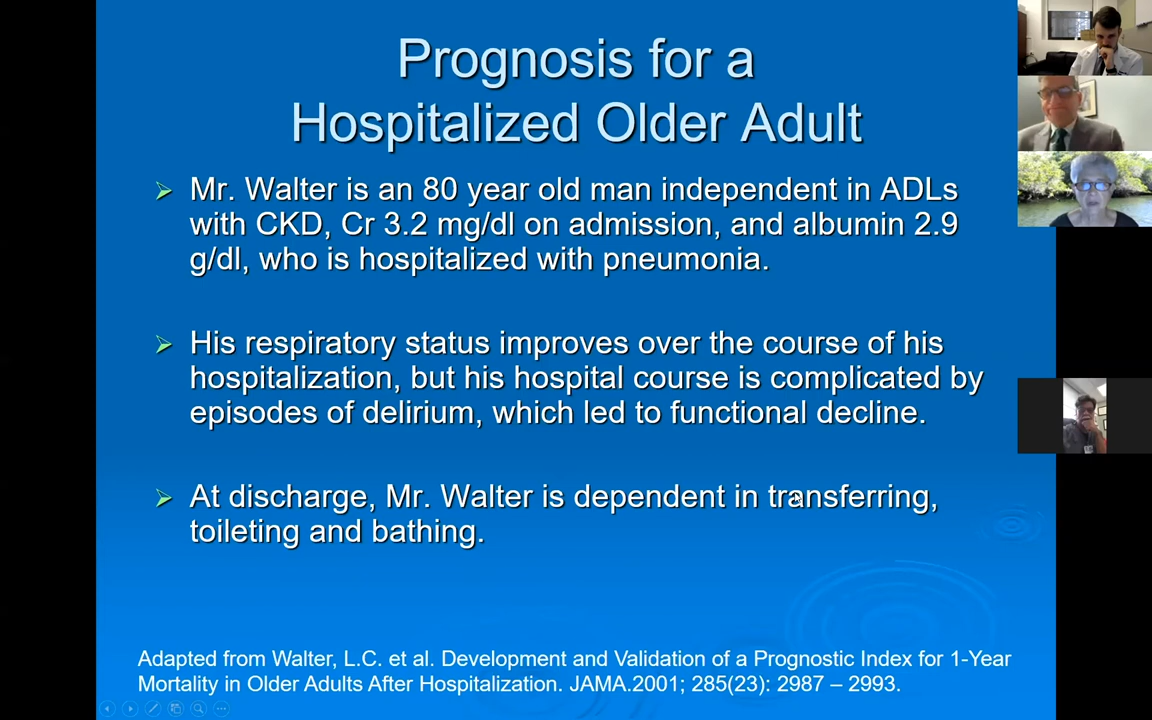 Prognosis for a
Hospitalized Older Adult
Mr. Walter is an 80 year old man independent in ADLs
with CKD, Cr 3.2 mg/dl on admission, and albumin 2.9
g/dl, who is hospitalized with pneumonia.
His respiratory status improves over the course of his
hospitalization, but his hospital course is complicated by
episodes of delirium, which led to functional decline.
At discharge, Mr. Walter is dependent in transferring,
toileting and bathing.
Adapted from Walter, L.C. et al. Development and Validation of a Prognostic Index for 1-Year
Mortality in Older Adults After Hospitalization. JAMA.2001; 285(23): 2987 – 2993.